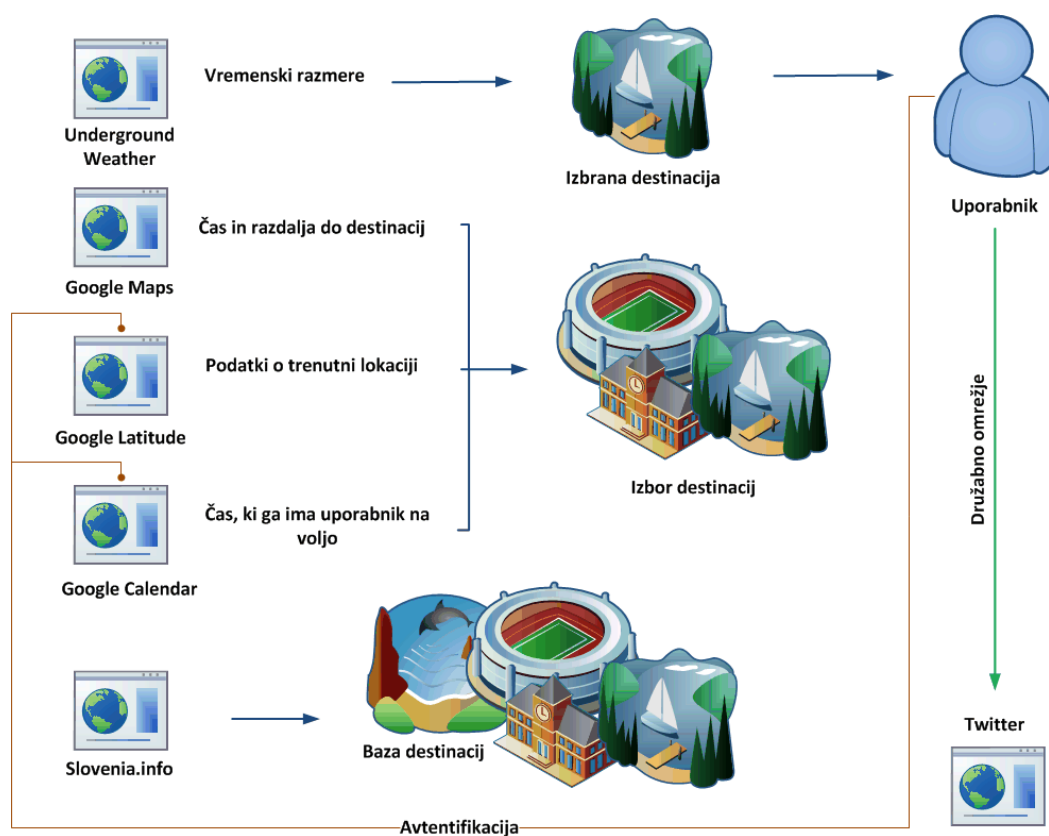 Vremenski razmere
Underground
Weather
Izbrana destinacija
Uporabnik
Čas in razdalja do destinacij
Google Maps
Podatki o trenutni lokaciji
Google Latitude
Izbor destinacij
Družabno omrežje
Čas, ki ga ima uporabnik na
voljo
Google Calendar
Slovenia.info
Baza destinacij
Twitter
Avtentifikacija